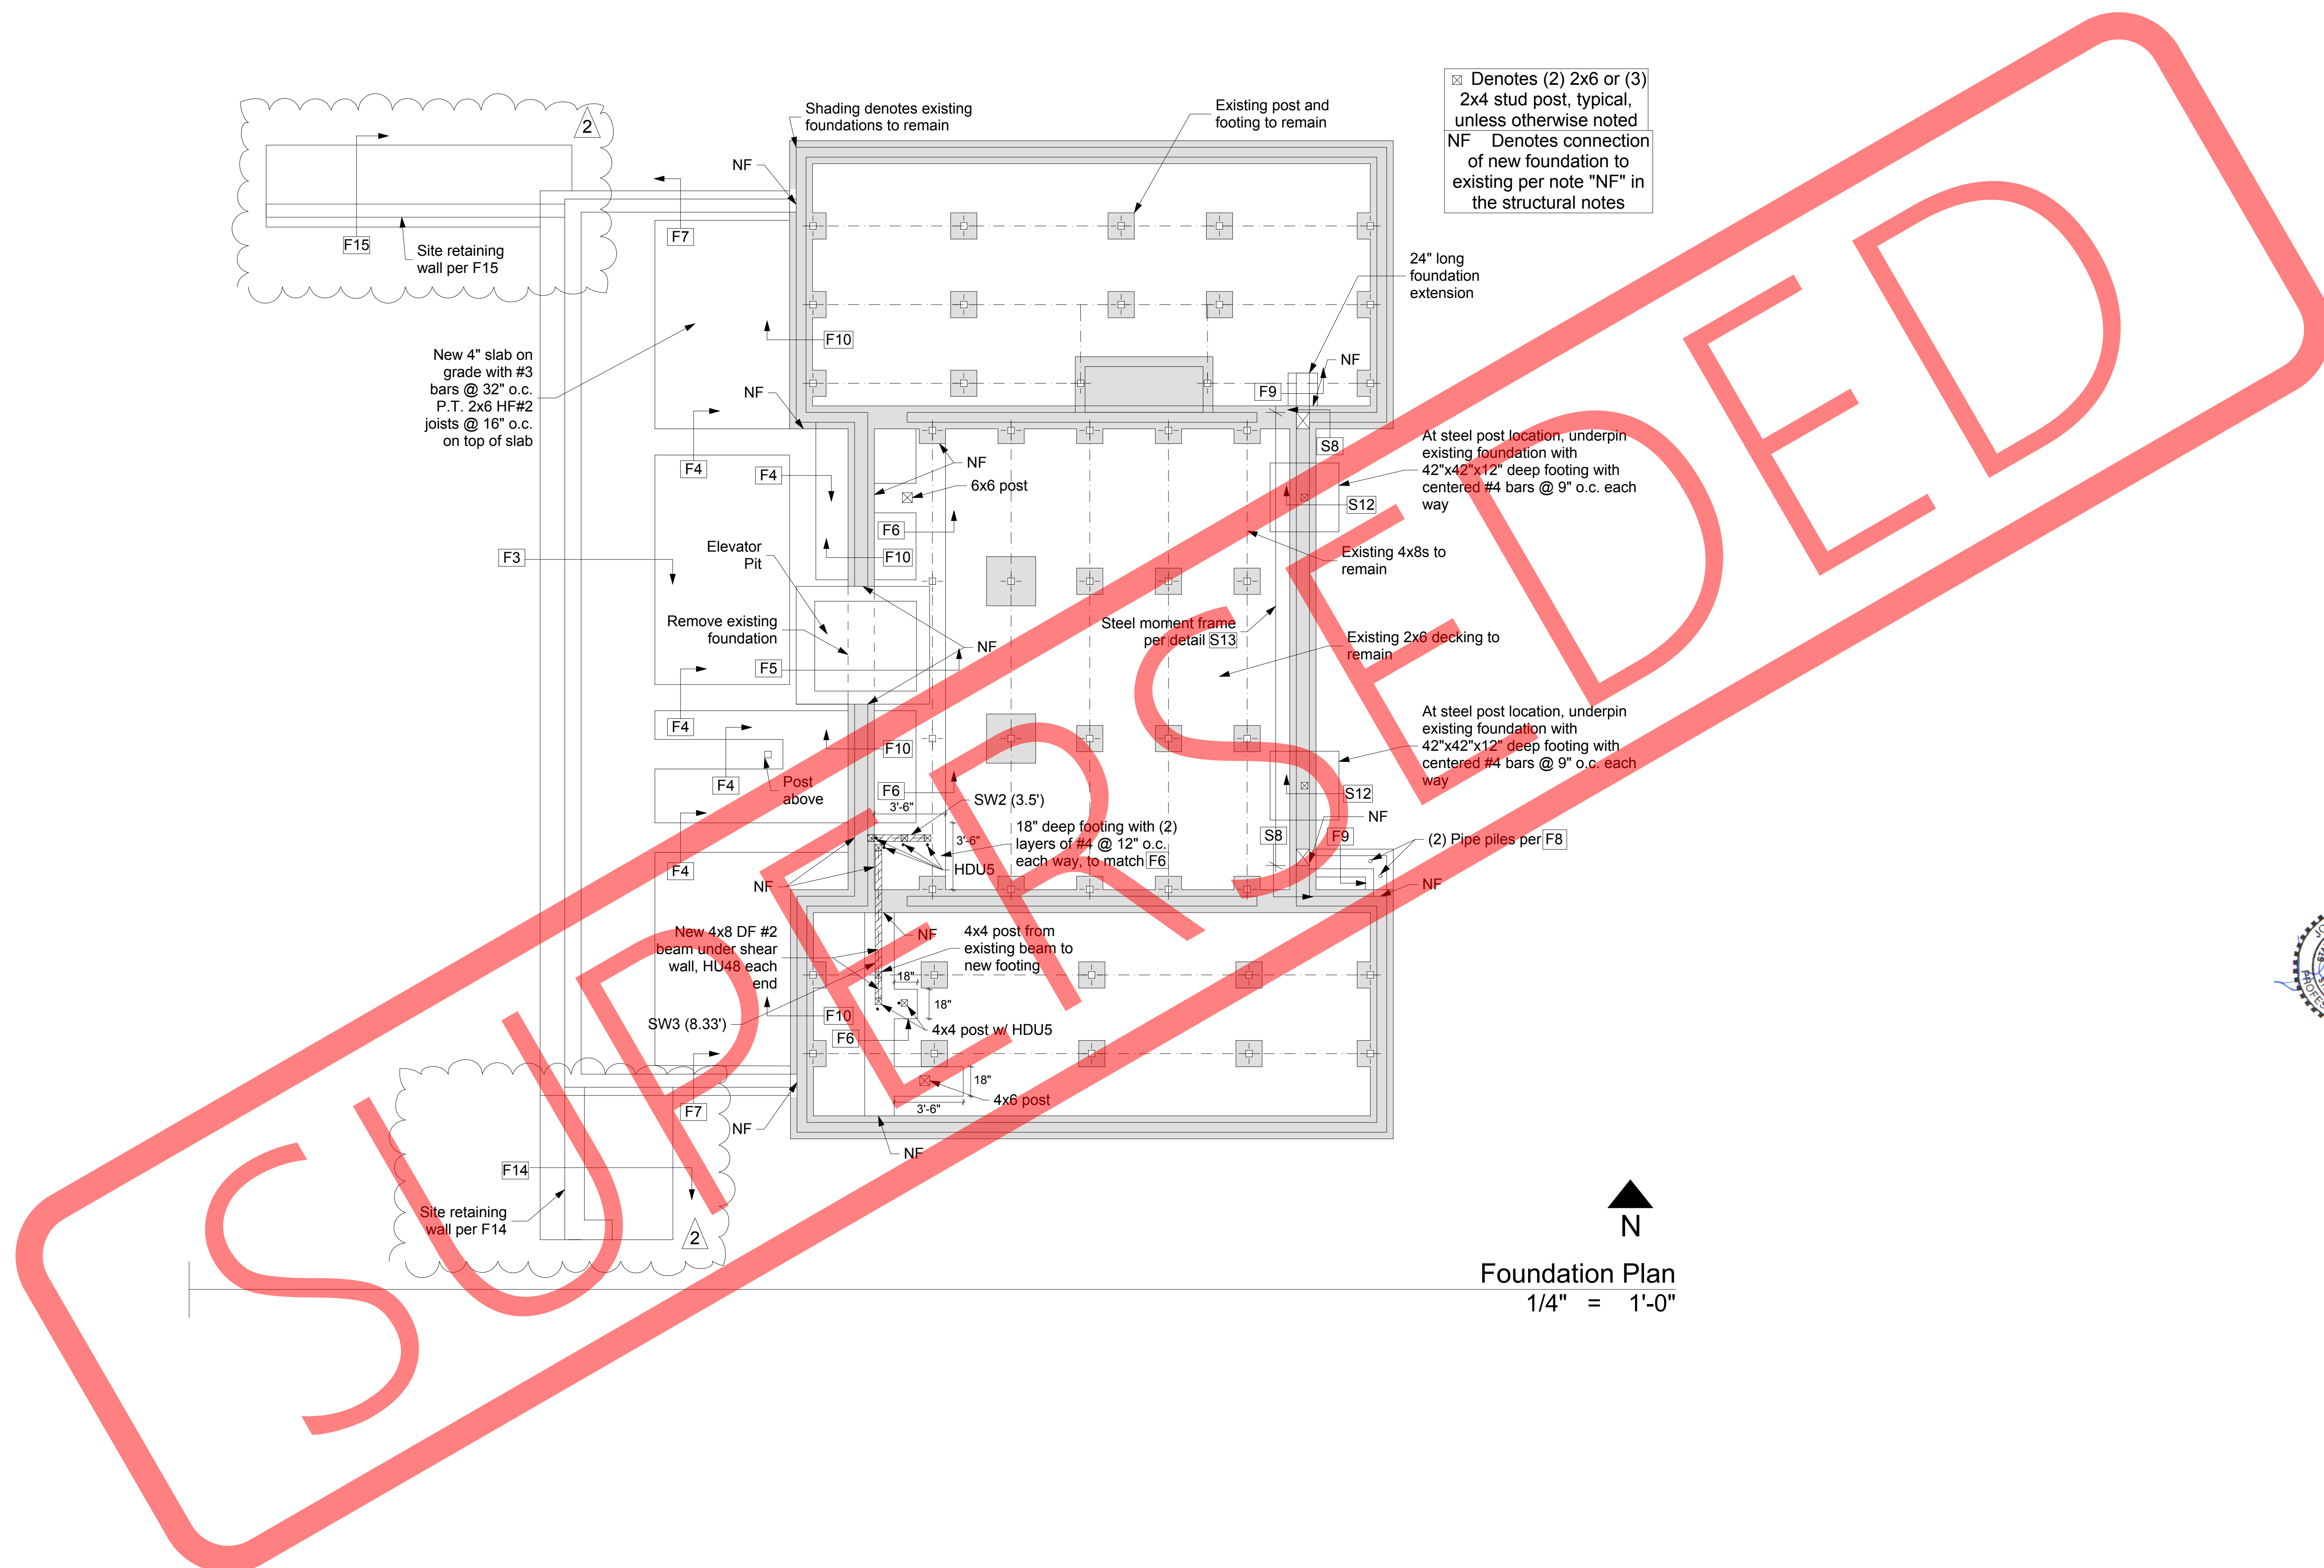 Denotes (2) 2x6 or (3)
2x4 stud post, typical,
unless otherwise noted
NF Denotes connection
of new foundation to
existing per note "NF" in
the structural notes
Shading denotes existing
foundations to remain
Existing post and
footing to remain
2
NF
F15
Site retaining
wall per F15
F7
24" long
foundation
extension
New 4" slab on
grade with #3
bars @ 32" o.c.
P.T. 2x6 HF#2
joists @ 16" o.c.
on top of slab
F10
NF
NF
F9
F4
F4
NF
6x6 post
S8
At steel post location, underpin
existing foundation with
42"x42"x12" deep footing with
centered #4 bars @ 9" o.c. each
way
S12
F6
F10
F3
Elevator
Pit
Existing 4x8s to
remain
Remove existing
foundation
NF
Steel moment frame
per detail S13
Existing 2x6 decking to
remain
F5
F4
F10
At steel post location, underpin
existing foundation with
42"x42"x12" deep footing with
centered #4 bars @ 9" o.c. each
way
S12
F4
Post
above
F6
3'-6"
SW2 (3.5')
18" deep footing with (2)
layers of #4 @ 12" o.c.
each way, to match F6
3'-6"
HDU5
S8
F9
NF
(2) Pipe piles per F8
F4
NF
NF
New 4x8 DF #2
beam under shear
wall, HU48 each
end
NF
4x4 post from
existing beam to
new footing
18"
18"
F10
SW3 (8.33')
F6
4x4 post w/ HDU5
F7
18"
4x6 post
3'-6"
NF
NF
F14
Site retaining
wall per F14
2
N
Foundation Plan
1/4" = 1'-0"
SUPERSEDED